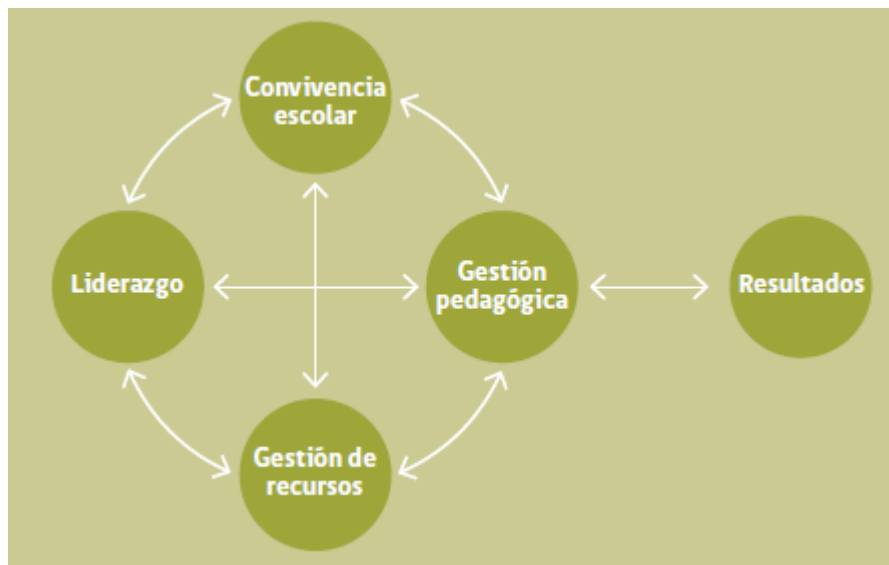 Convivencia
escolar
Liderazgo
Gestión
pedagógica
Resultados
Gestión de
recursos